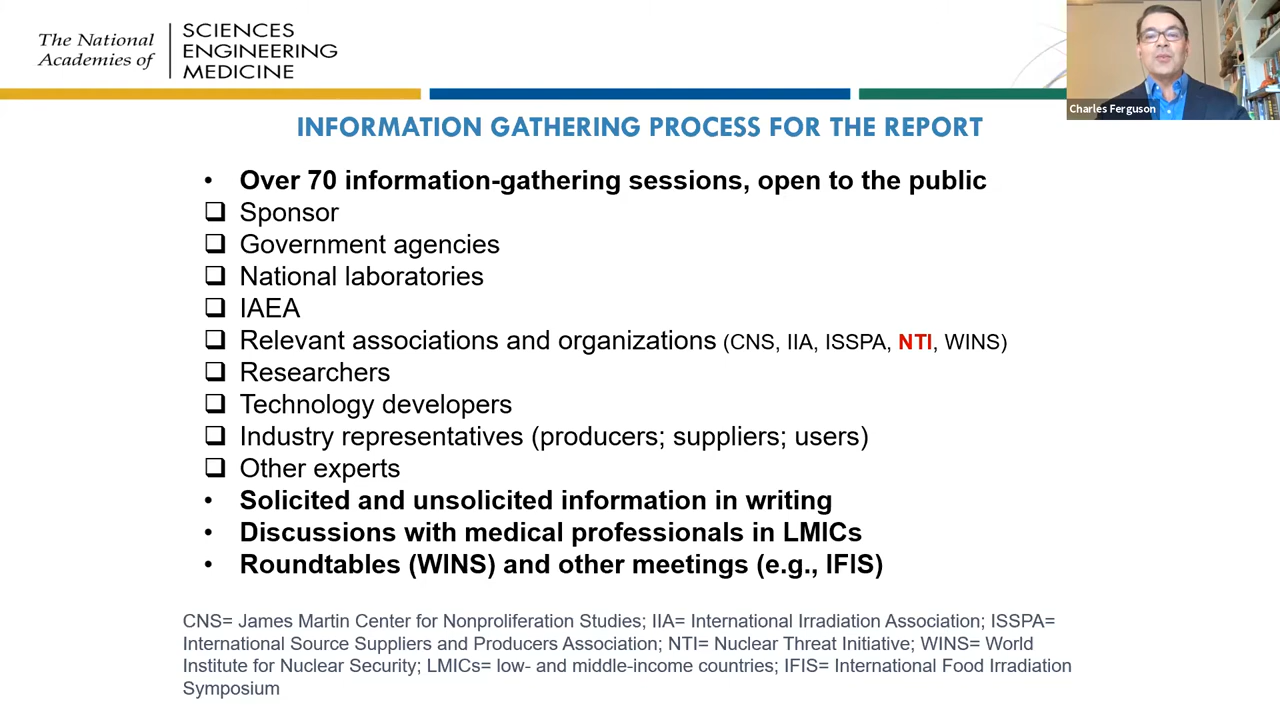 The National
Academies of
SCIENCES
ENGINEERING
MEDICINE
Charles Ferguson
INFORMATION GATHERING PROCESS FOR THE REPORT
• Over 70 information-gathering sessions, open to the public
❑ Sponsor
❑ Government agencies
❑ National laboratories
❑ IAEA
❑ Relevant associations and organizations (CNS, IIA, ISSPA, NTI, WINS)
❑ Researchers
❑ Technology developers
❑ Industry representatives (producers; suppliers; users)
❑ Other experts
• Solicited and unsolicited information in writing
• Discussions with medical professionals in LMICs
• Roundtables (WINS) and other meetings (e.g., IFIS)
CNS= James Martin Center for Nonproliferation Studies; IIA= International Irradiation Association; ISSPA=
International Source Suppliers and Producers Association; NTI= Nuclear Threat Initiative; WINS= World
Institute for Nuclear Security; LMICs= low- and middle-income countries; IFIS= International Food Irradiation
Symposium